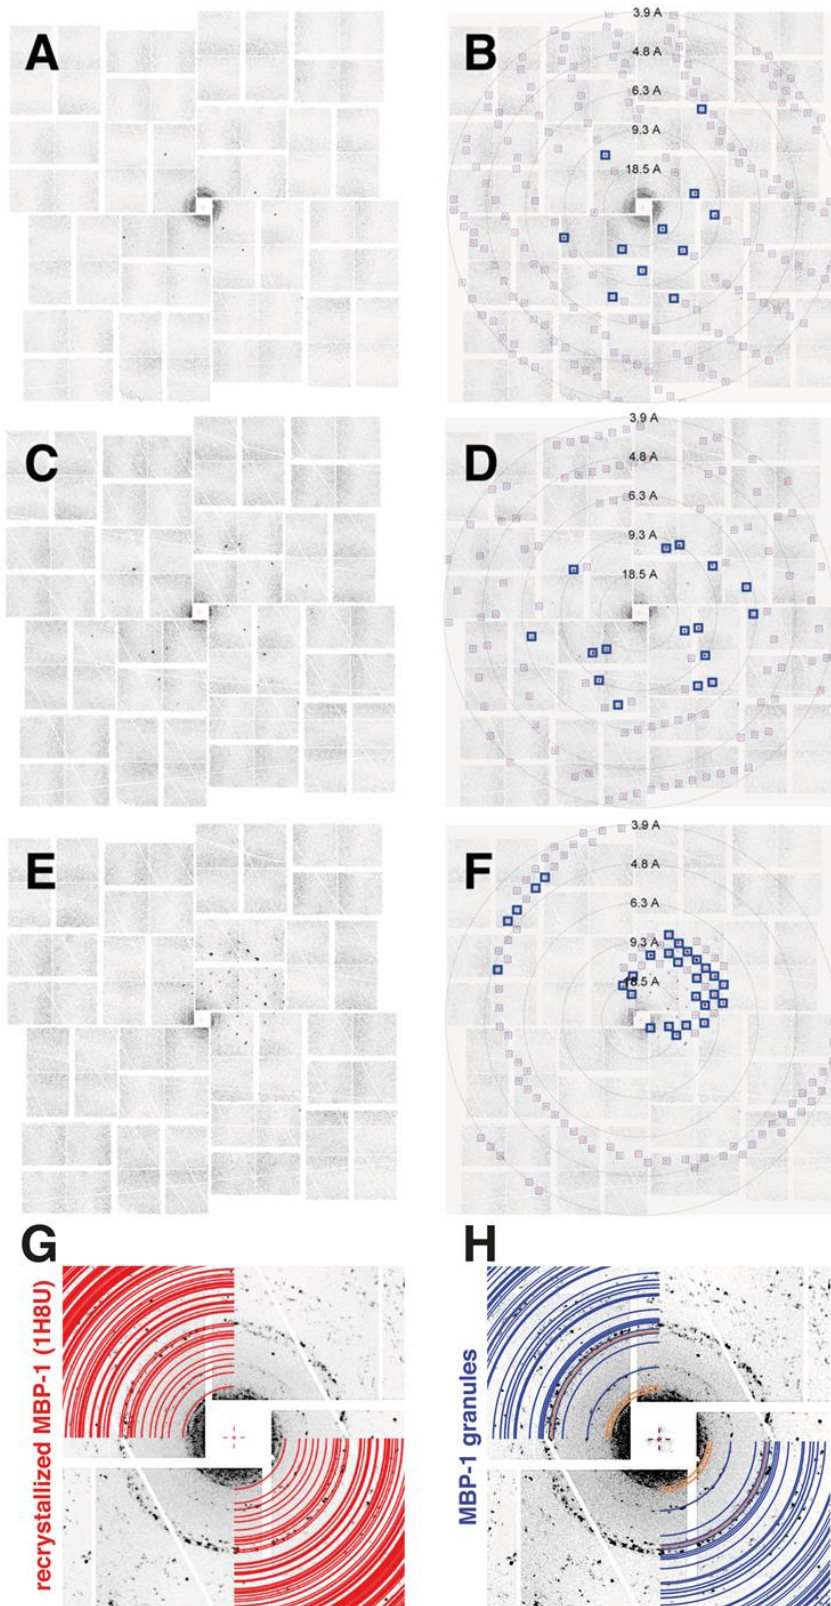 A
B
3.9 A
4.8 A
6.3 A
9.3 A
18.5 A
C
D
3.9 A
4.8 A
6.3 A
9.3 A
18.5 A
E
F
3.9 A
4.8 A
6.3 A
9.3 A
18.5 A
G
H
recrystallized MBP-1 (1H8U)
MBP-1 granules